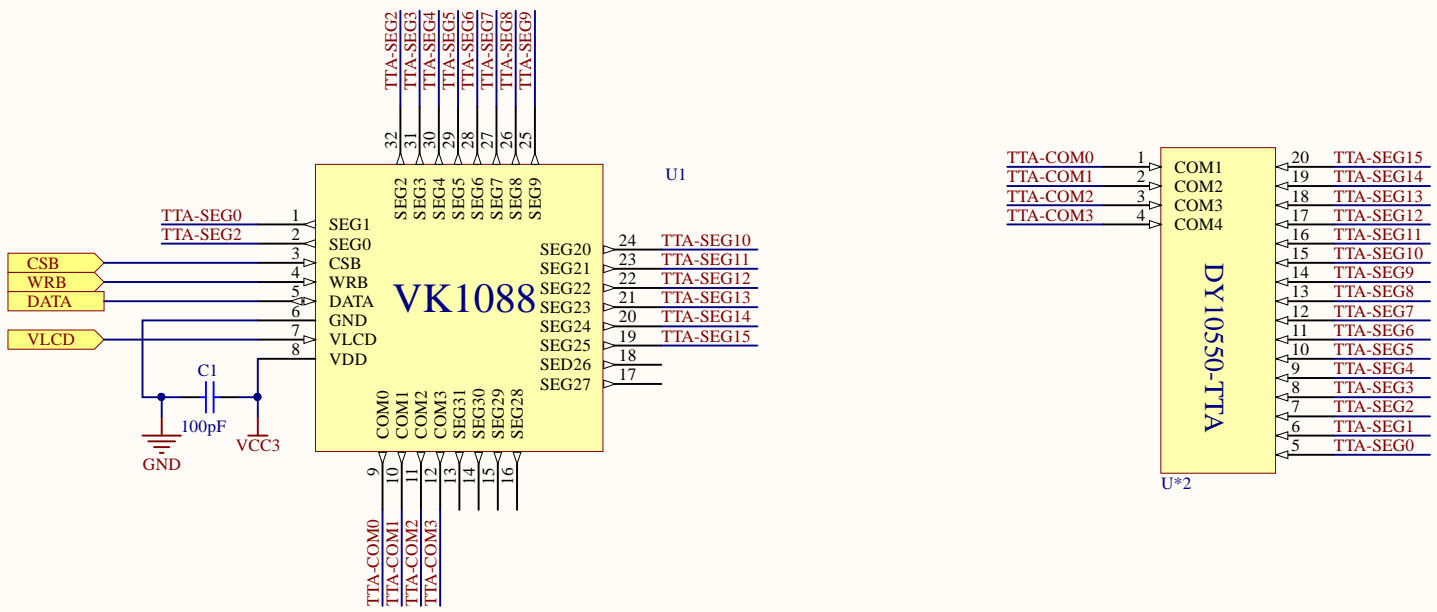 TTA-SEG2
TTA-SEG3
TTA-SEG4
TTA-SEG5
TTA-SEG6
TTA-SEG7
TTA-SEG8
TTA-SEG9
32
31
30
29
28
27
26
25
SEG2
SEG3
SEG4
SEG5
SEG6
SEG7
SEG8
SEG9
U1
TTA-SEG0 1 SEG1
TTA-SEG2 2 SEG0
CSB 3 CSB
WRB 4 WRB
DATA 5 DATA
6 GND
VLCD 7 VLCD
8 VDD
VK1088
SEG20 24 TTA-SEG10
SEG21 23 TTA-SEG11
SEG22 22 TTA-SEG12
SEG23 21 TTA-SEG13
SEG24 20 TTA-SEG14
SEG25 19 TTA-SEG15
SED26 18
SEG27 17
C1
100pF
GND
VCC3
COM0
COM1
COM2
COM3
SEG31
SEG30
SEG29
SEG28
9
10
11
12
13
14
15
16
TTA-COM0
TTA-COM1
TTA-COM2
TTA-COM3
TTA-COM0 1 COM1
TTA-COM1 2 COM2
TTA-COM2 3 COM3
TTA-COM3 4 COM4
DY10550-TTA
20 TTA-SEG15
19 TTA-SEG14
18 TTA-SEG13
17 TTA-SEG12
16 TTA-SEG11
15 TTA-SEG10
14 TTA-SEG9
13 TTA-SEG8
12 TTA-SEG7
11 TTA-SEG6
10 TTA-SEG5
9 TTA-SEG4
8 TTA-SEG3
7 TTA-SEG2
6 TTA-SEG1
5 TTA-SEG0
U*2